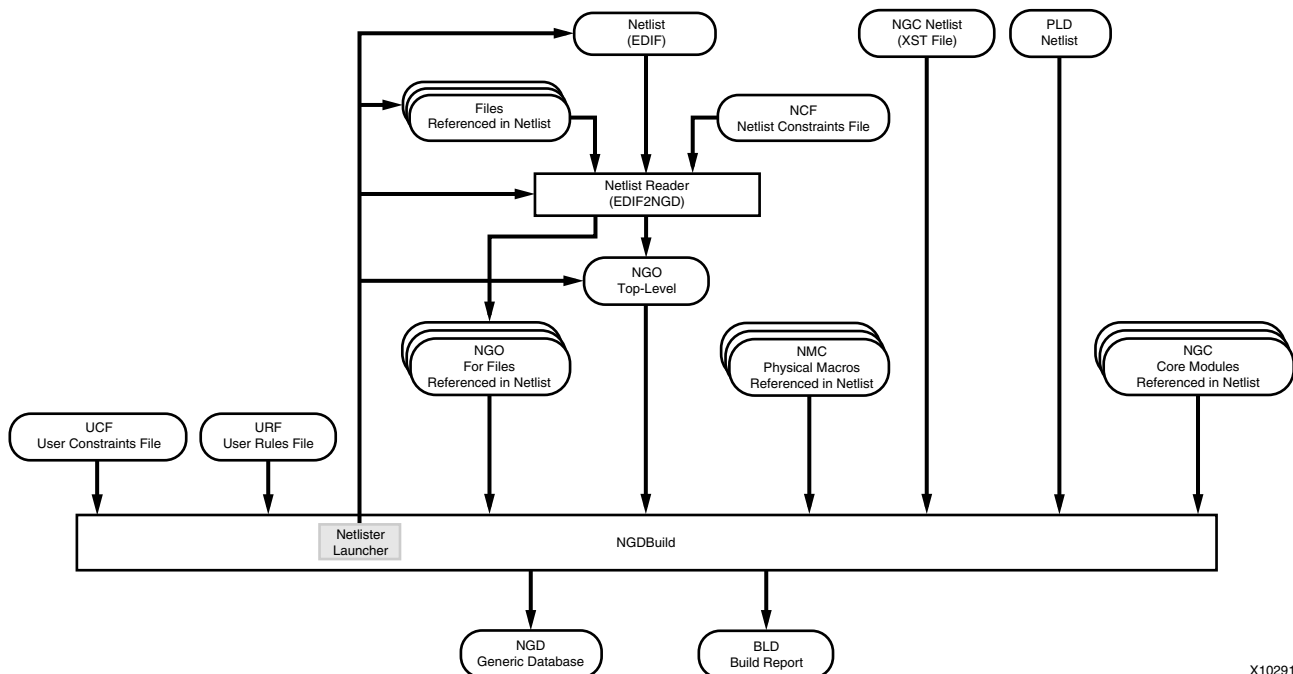 Netlist
(EDIF)
NGC Netlist
(XST File)
PLD
Netlist
Files
Referenced in Netlist
NCF
Netlist Constraints File
Netlist Reader
(EDIF2NGD)
NGO
Top-Level
NGO
For Files
Referenced in Netlist
NMC
Physical Macros
Referenced in Netlist
NGC
Core Modules
Referenced in Netlist
UCF
User Constraints File
URF
User Rules File
Netlister
Launcher
NGDBuild
NGD
Generic Database
BLD
Build Report
X10291